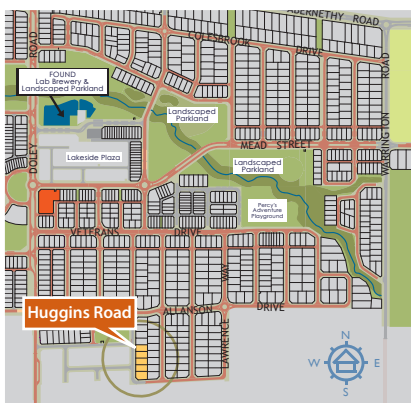 ABERNETHY ROAD
COLESBROOK
DRIVE
ROAD
FOUND
Lab Brewery &
Landscaped Parkland
ROAD
Landscaped
Parkland
MEAD STREET
WARRINGTON
Lakeside Plaza
Landscaped
Parkland
DOLEY
Percy's
Adventure
Playground
VETERANS
DRIVE
WAY
Huggins Road
ALLANSON
DRIVE
LAWRENCE
N
W
E
S